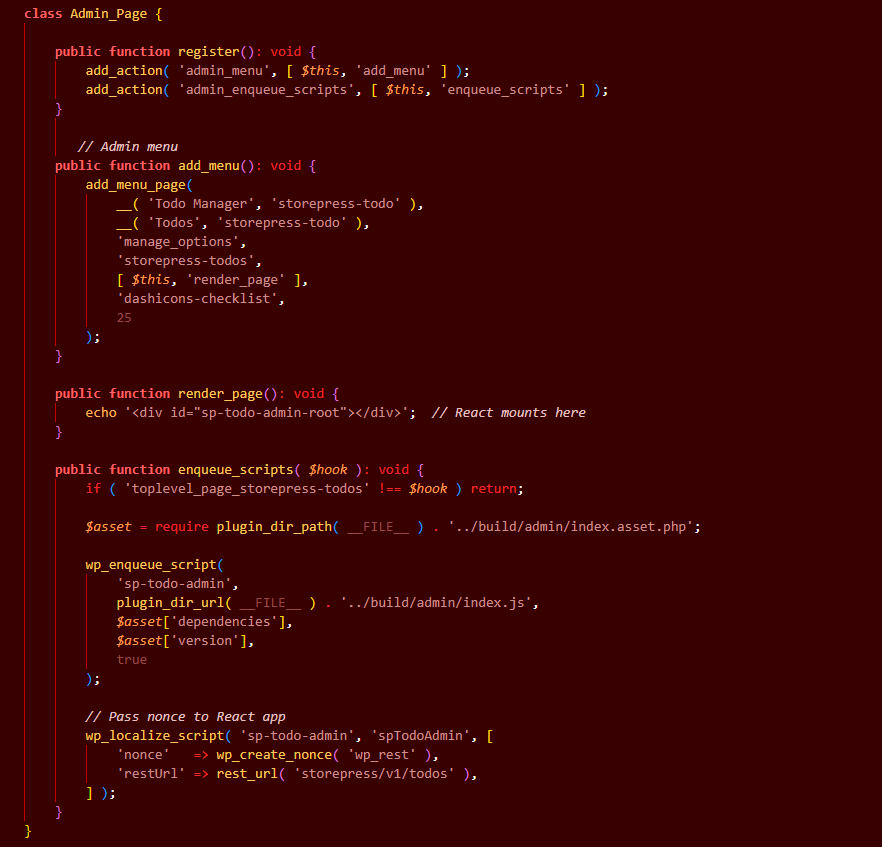 class Admin_Page {
public function register(): void {
add_action( 'admin_menu', [ $this, 'add_menu' ] );
add_action( 'admin_enqueue_scripts', [ $this, 'enqueue_scripts' ] );
}
// Admin menu
public function add_menu(): void {
add_menu_page(
__( 'Todo Manager', 'storepress-todo' ),
__( 'Todos', 'storepress-todo' ),
'manage_options',
'storepress-todos',
[ $this, 'render_page' ],
'dashicons-checklist',
25
);
}
public function render_page(): void {
echo '<div id="sp-todo-admin-root"></div>';  // React mounts here
}
public function enqueue_scripts( $hook ): void {
if ( 'toplevel_page_storepress-todos' !== $hook ) return;
$asset = require plugin_dir_path( __FILE__ ) . '../build/admin/index.asset.php';
wp_enqueue_script(
'sp-todo-admin',
plugin_dir_url( __FILE__ ) . '../build/admin/index.js',
$asset['dependencies'],
$asset['version'],
true
);
// Pass nonce to React app
wp_localize_script( 'sp-todo-admin', 'spTodoAdmin', [
'nonce'   => wp_create_nonce( 'wp_rest' ),
'restUrl' => rest_url( 'storepress/v1/todos' ),
] );
}
}